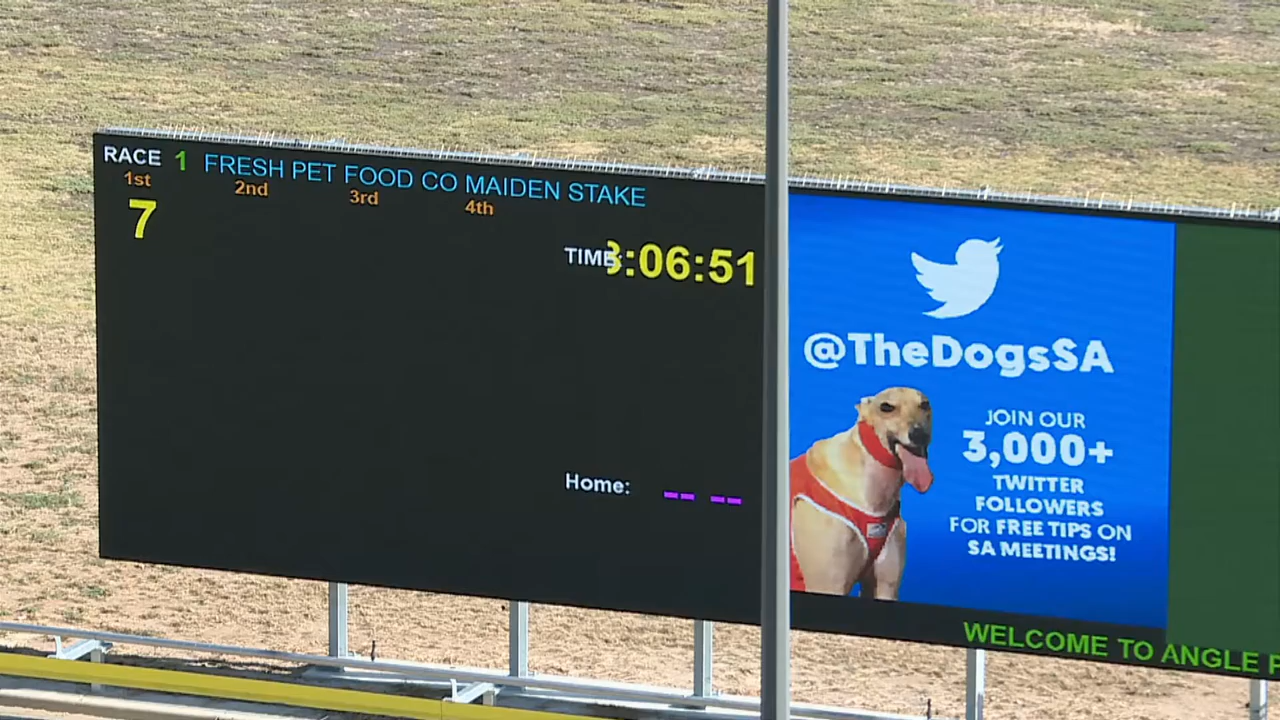 RACE 1 FRESH PET FOOD CO MAIDEN STAKE
1st 2nd 3rd 4th
7
TIME: 3:06:51
Home: -- --
@TheDogsSA
JOIN OUR
3,000+
TWITTER
FOLLOWERS
FOR FREE TIPS ON
SA MEETINGS!
WELCOME TO ANGLE P